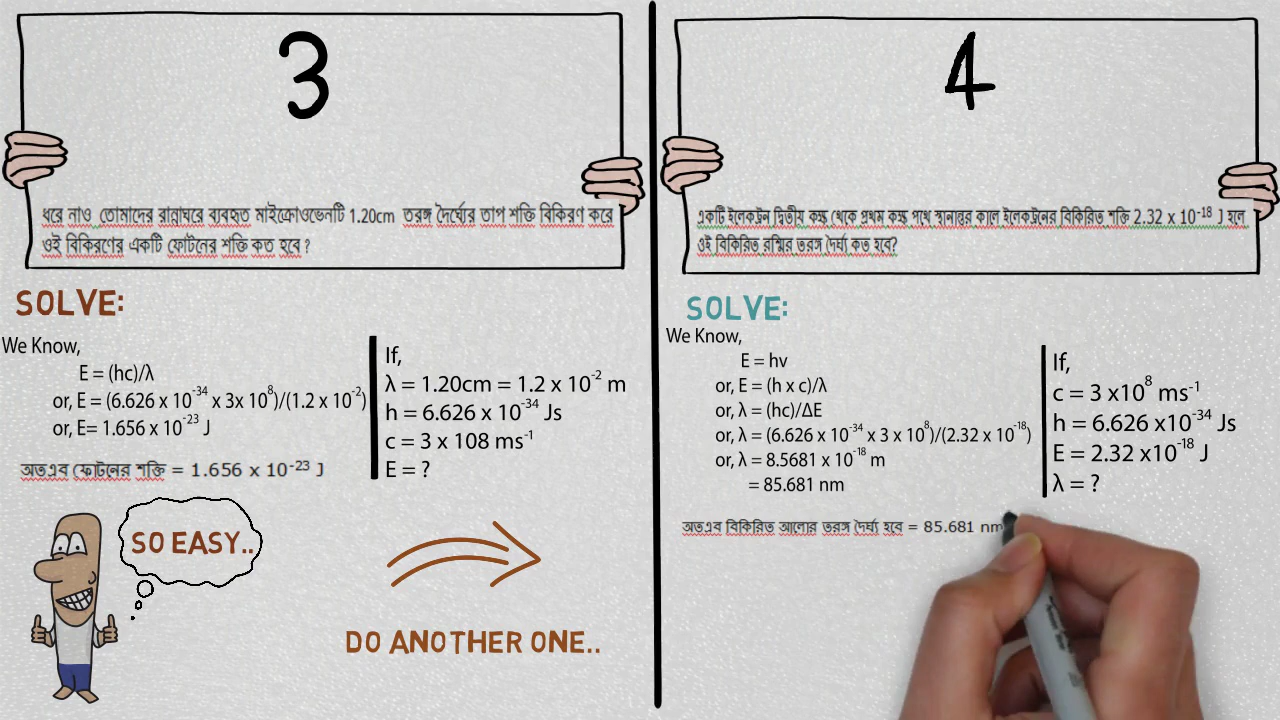 3
ধরে নাও তোমাদের রান্নাঘরে ব্যবহৃত মাইক্রোওভেনটি 1.20cm তরঙ্গ দৈর্ঘ্যের তাপ শক্তি বিকিরণ করে
ওই বিকিরণের একটি ফোটনের শক্তি কত হবে ?
SOLVE:
We Know,
E = (hc)/λ
or, E = (6.626 x 10⁻³⁴ x 3x 10⁸)/(1.2 x 10⁻²)
or, E= 1.656 x 10⁻²³ J
If,
λ = 1.20cm = 1.2 x 10⁻² m
h = 6.626 x 10⁻³⁴ Js
c = 3 x 108 ms⁻¹
E = ?
অতএব ফোটনের শক্তি = 1.656 x 10⁻²³ J
SO EASY..
DO ANOTHER ONE..
4
একটি ইলেকট্রন দ্বিতীয় কক্ষ থেকে প্রথম কক্ষ পথে স্থানান্তর কাল ইলেকট্রনের বিকিরিত শক্তি 2.32 x 10⁻¹⁸ J হলে
ওই বিকিরিত রশ্মির তরঙ্গ দৈর্ঘ্য কত হবে?
SOLVE:
We Know,
E = hv
or, E = (h x c)/λ
or, λ = (hc)/ΔE
or, λ = (6.626 x 10⁻³⁴ x 3 x 10⁸)/(2.32 x 10⁻¹⁸)
or, λ = 8.5681 x 10⁻¹⁸ m
= 85.681 nm
If,
c = 3 x10⁸ ms⁻¹
h = 6.626 x10⁻³⁴ Js
E = 2.32 x10⁻¹⁸ J
λ = ?
অতএব বিকিরিত আলোর তরঙ্গ দৈর্ঘ্য হবে = 85.681 nm